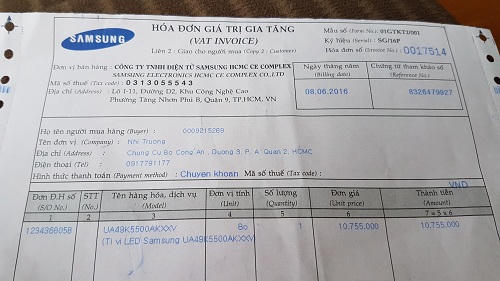 SAMSUNG
HÓA ĐƠN GIÁ TRỊ GIA TĂNG
(VAT INVOICE)
Liên 2 : Giao cho người mua (Copy 2 : Customer)
Mẫu số (Form No.) : 01GTKT2/001
Ký hiệu (Serial) : SG/16P
Hóa đơn số (Invoice No.) : 0017514
Đơn vị bán hàng : CÔNG TY TNHH ĐIỆN TỬ SAMSUNG HCMC CE COMPLEX
SAMSUNG ELECTRONICS HCMC CE COMPLEX CO.,LTD
Mã số thuế (Tax code) : 0313055543
Địa chỉ (Address) : Lô I-11, Đường D2, Khu Công Nghệ Cao
Phường Tăng Nhơn Phú B, Quận 9, TP.HCM, VN
Ngày tháng năm
(Billing date)
08.06.2016
Chứng từ tham khảo số
(Reference No.)
8326479927
Họ tên người mua hàng (Buyer) : 0009215269
Tên đơn vị (Company) : Nhi Truong
Địa chỉ (Address) : Chung Cu Bo Cong An , Duong 3, P. A Quan 2, HCMC
Điện thoại (Tel) : 0917791177
Hình thức thanh toán (Payment method) : Chuyen khoan Mã số thuế (Tax code) :
VND
Đơn Đ.H số STT Tên hàng hóa, dịch vụ Đơn vị tính Số lượng Đơn giá Thành tiền
(S/O No.) (No.) (Model) (Unit) (Quantity) (Unit price) (Amount)
1 2 3 4 5 6 7 = 5 x 6
1234368058 UA49K5500AKXXV Bo 1 10,755.000 10,755.000
(Ti vi LED Samsung UA49K5500AKXXV)